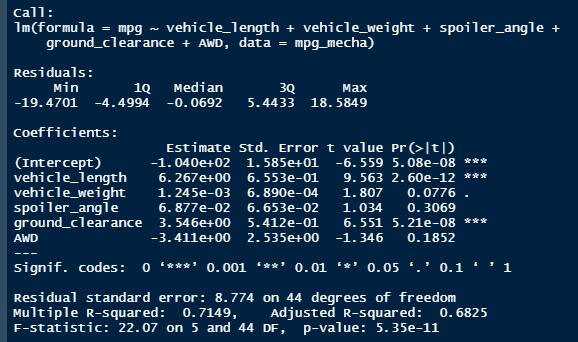 Call:
lm(formula = mpg ~ vehicle_length + vehicle_weight + spoiler_angle +
    ground_clearance + AWD, data = mpg_mecha)

Residuals:
     Min       1Q   Median       3Q      Max
-19.4701  -4.4994  -0.0692   5.4433  18.5849

Coefficients:
                   Estimate Std. Error t value Pr(>|t|)
(Intercept)      -1.040e+02  1.585e+01  -6.559 5.08e-08 ***
vehicle_length    6.267e+00  6.553e-01   9.563 2.60e-12 ***
vehicle_weight    1.245e-03  6.890e-04   1.807   0.0776 .
spoiler_angle     6.877e-02  6.653e-02   1.034   0.3069
ground_clearance  3.546e+00  5.412e-01   6.551 5.21e-08 ***
AWD              -3.411e+00  2.535e+00  -1.346   0.1852
---
Signif. codes:  0 ‘***’ 0.001 ‘**’ 0.01 ‘*’ 0.05 ‘.’ 0.1 ‘ ’ 1

Residual standard error: 8.774 on 44 degrees of freedom
Multiple R-squared:  0.7149,	Adjusted R-squared:  0.6825
F-statistic: 22.07 on 5 and 44 DF,  p-value: 5.35e-11